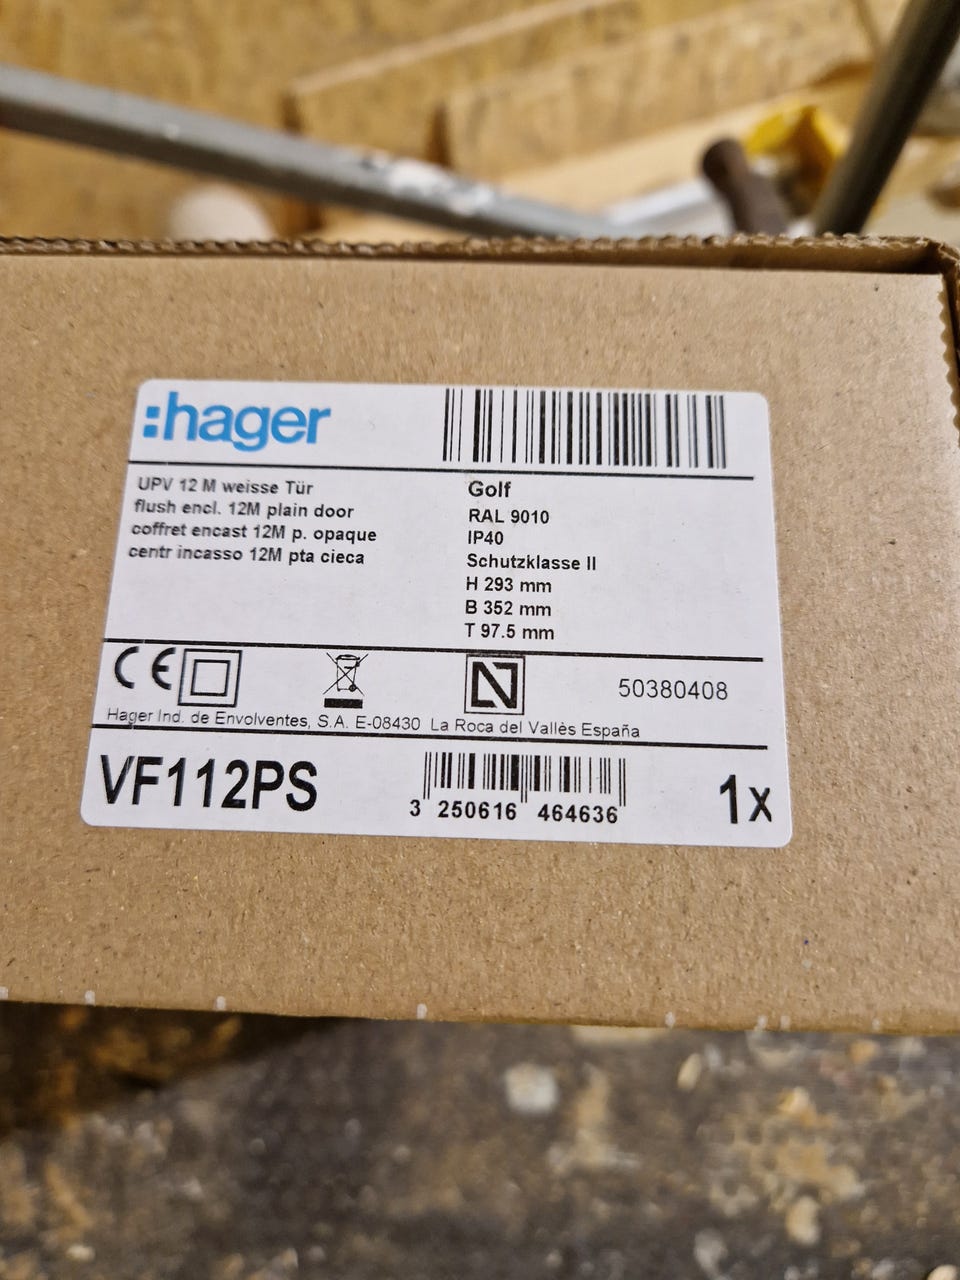 :hager
UPV 12 M weisse Tür
flush encl. 12M plain door
coffret encast 12M p. opaque
centr incasso 12M pta cieca
Golf
RAL 9010
IP40
Schutzklasse II
H 293 mm
B 352 mm
T 97.5 mm
CE
N
50380408
Hager Ind. de Envolventes, S.A. E-08430 La Roca del Vallès España
VF112PS
3 250616 464636
1x